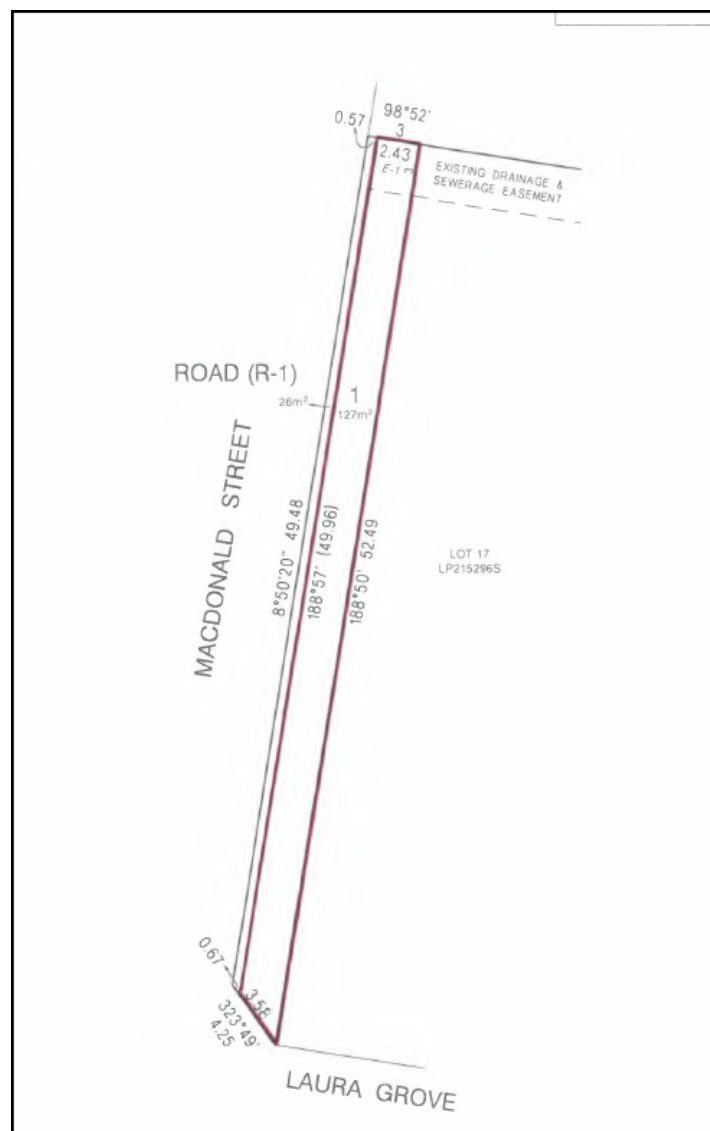 98°52'
0.57
3
2.43
E-1
3
EXISTING DRAINAGE &
SEWERAGE EASEMENT
ROAD (R-1)
1
26m²
127m²
MACDONALD STREET
8°50'20" 49.48
188°57' (49.96)
188°50' 52.49
LOT 17
LP215296S
0.67
3.58
323°49'
4.25
LAURA GROVE